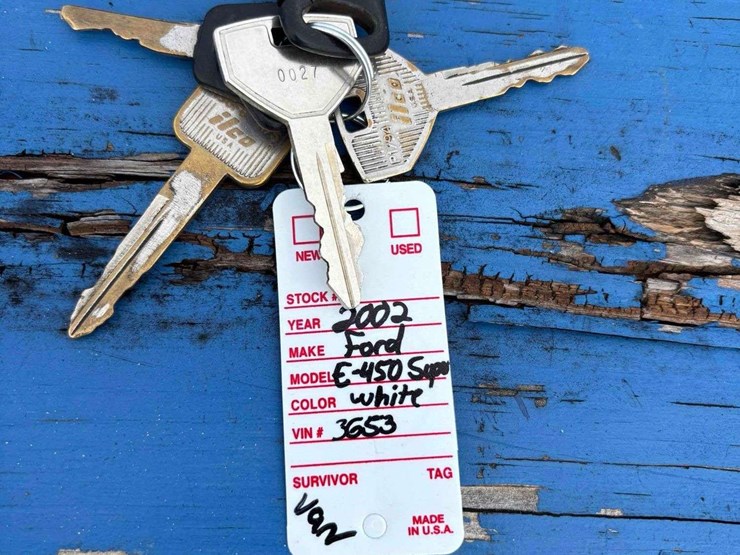 0027
ilco
USA
ilco
U.S.A.
NEW
USED
STOCK #
YEAR 2002
MAKE Ford
MODEL E-450 Super
COLOR white
VIN # 3653
SURVIVOR TAG
Van
MADE
IN U.S.A.